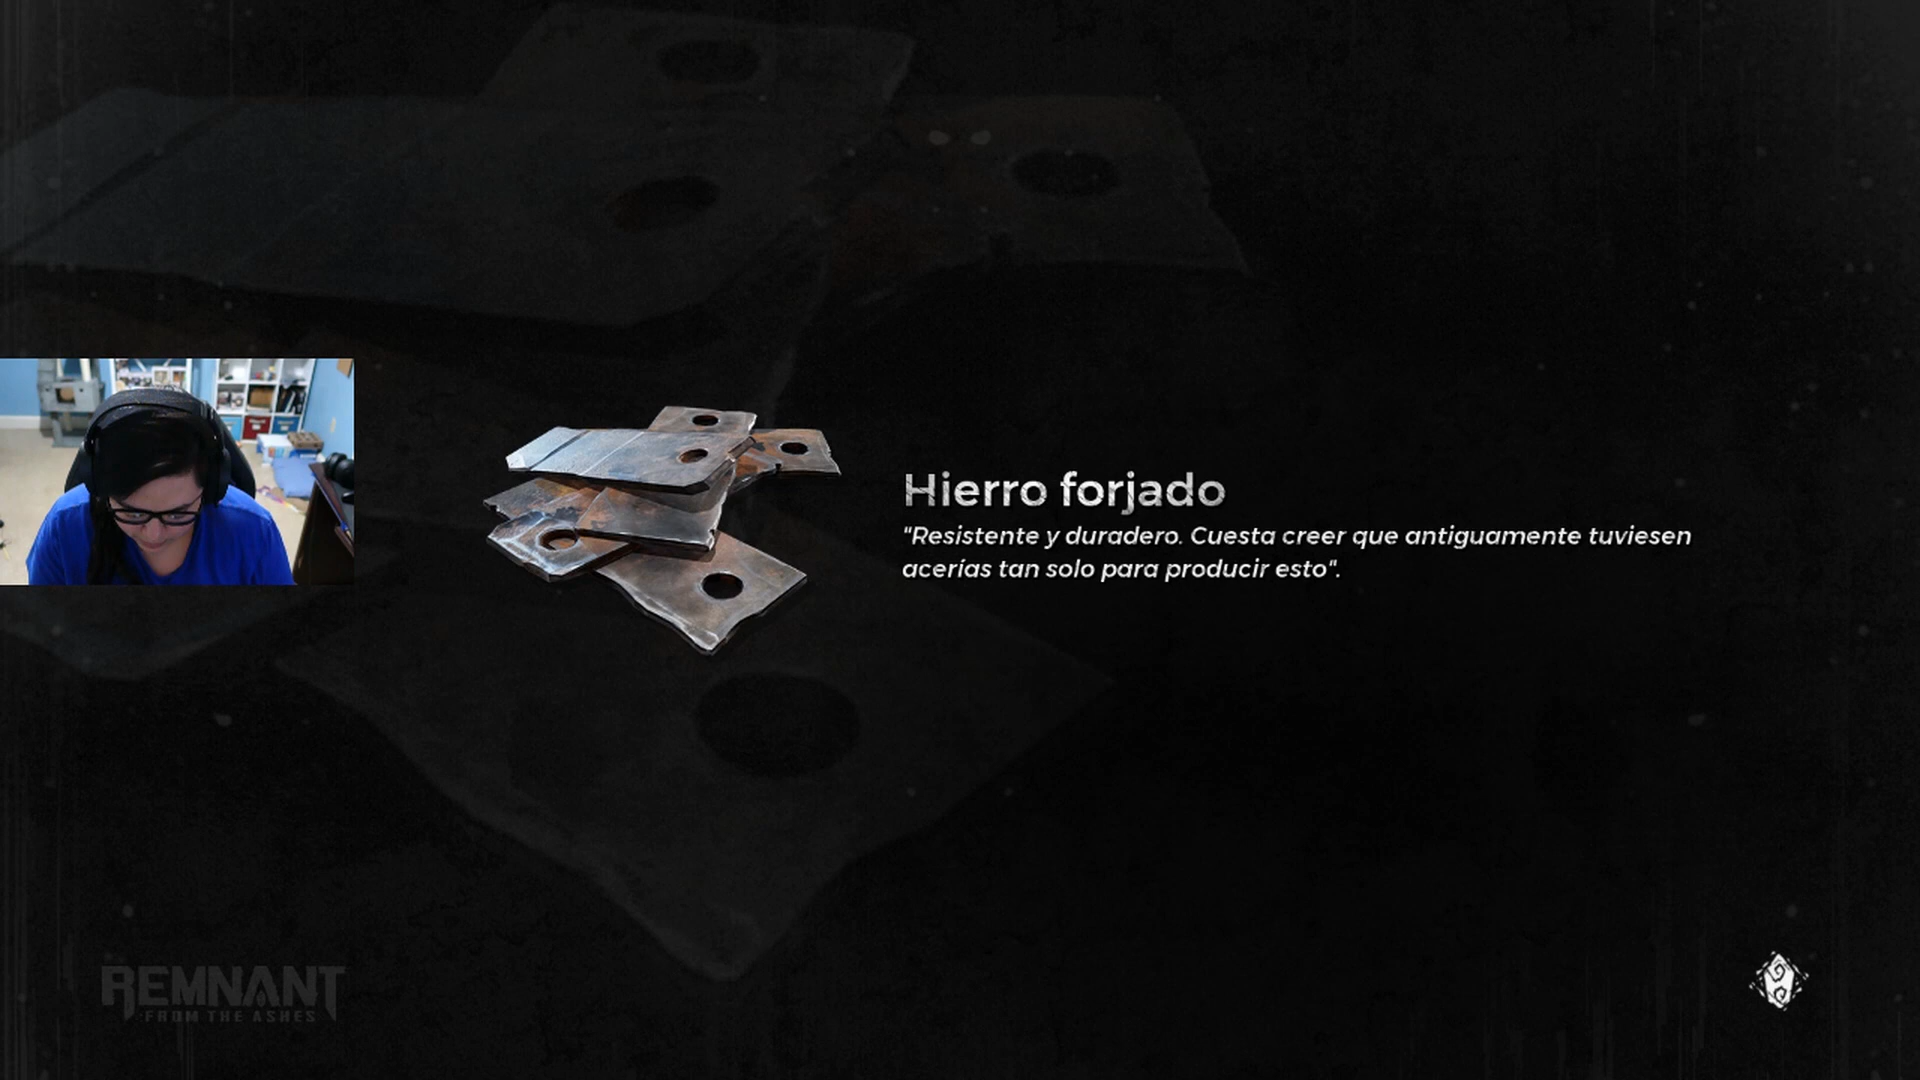 Hierro forjado
"Resistente y duradero. Cuesta creer que antiguamente tuviesen
acerías tan solo para producir esto".
REMNANT
FROM THE ASHES